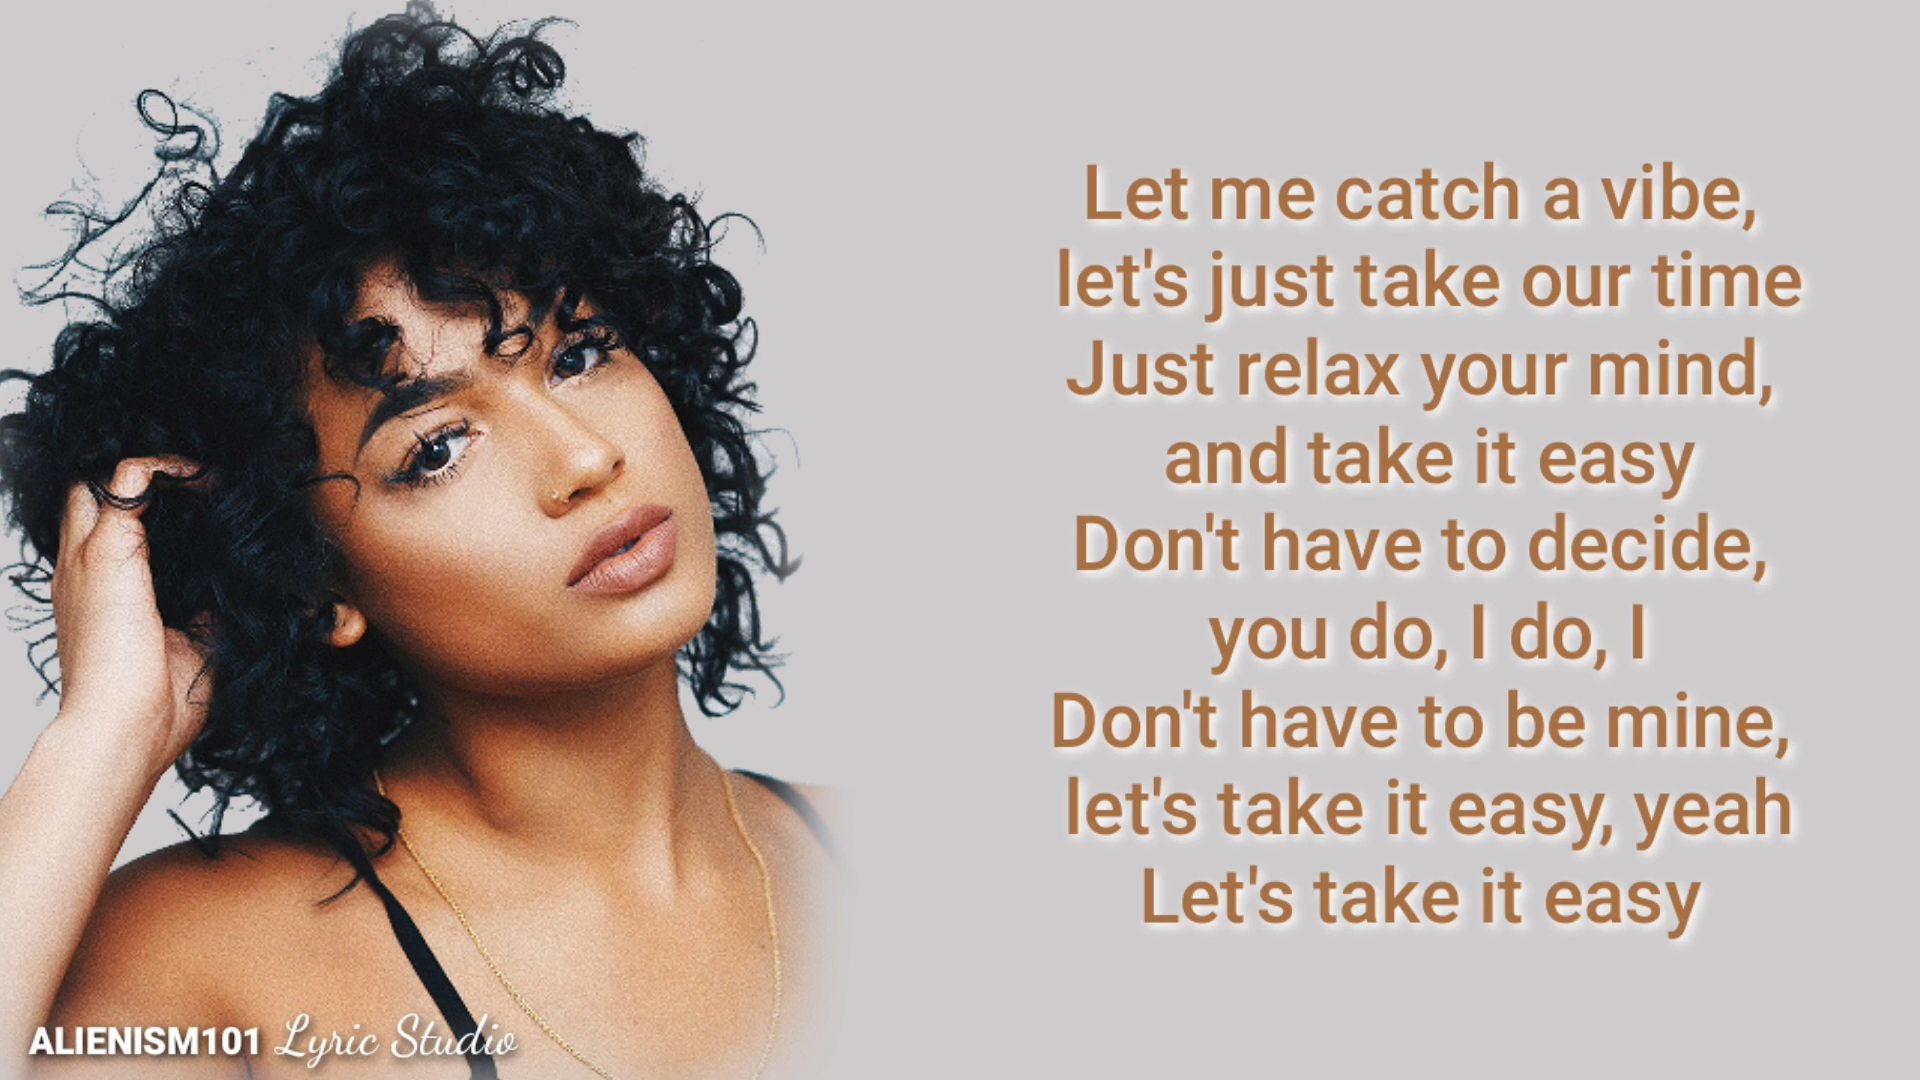 Let me catch a vibe,
let's just take our time
Just relax your mind,
and take it easy
Don't have to decide,
you do, I do, I
Don't have to be mine,
let's take it easy, yeah
Let's take it easy
ALIENISM101 Lyric Studio